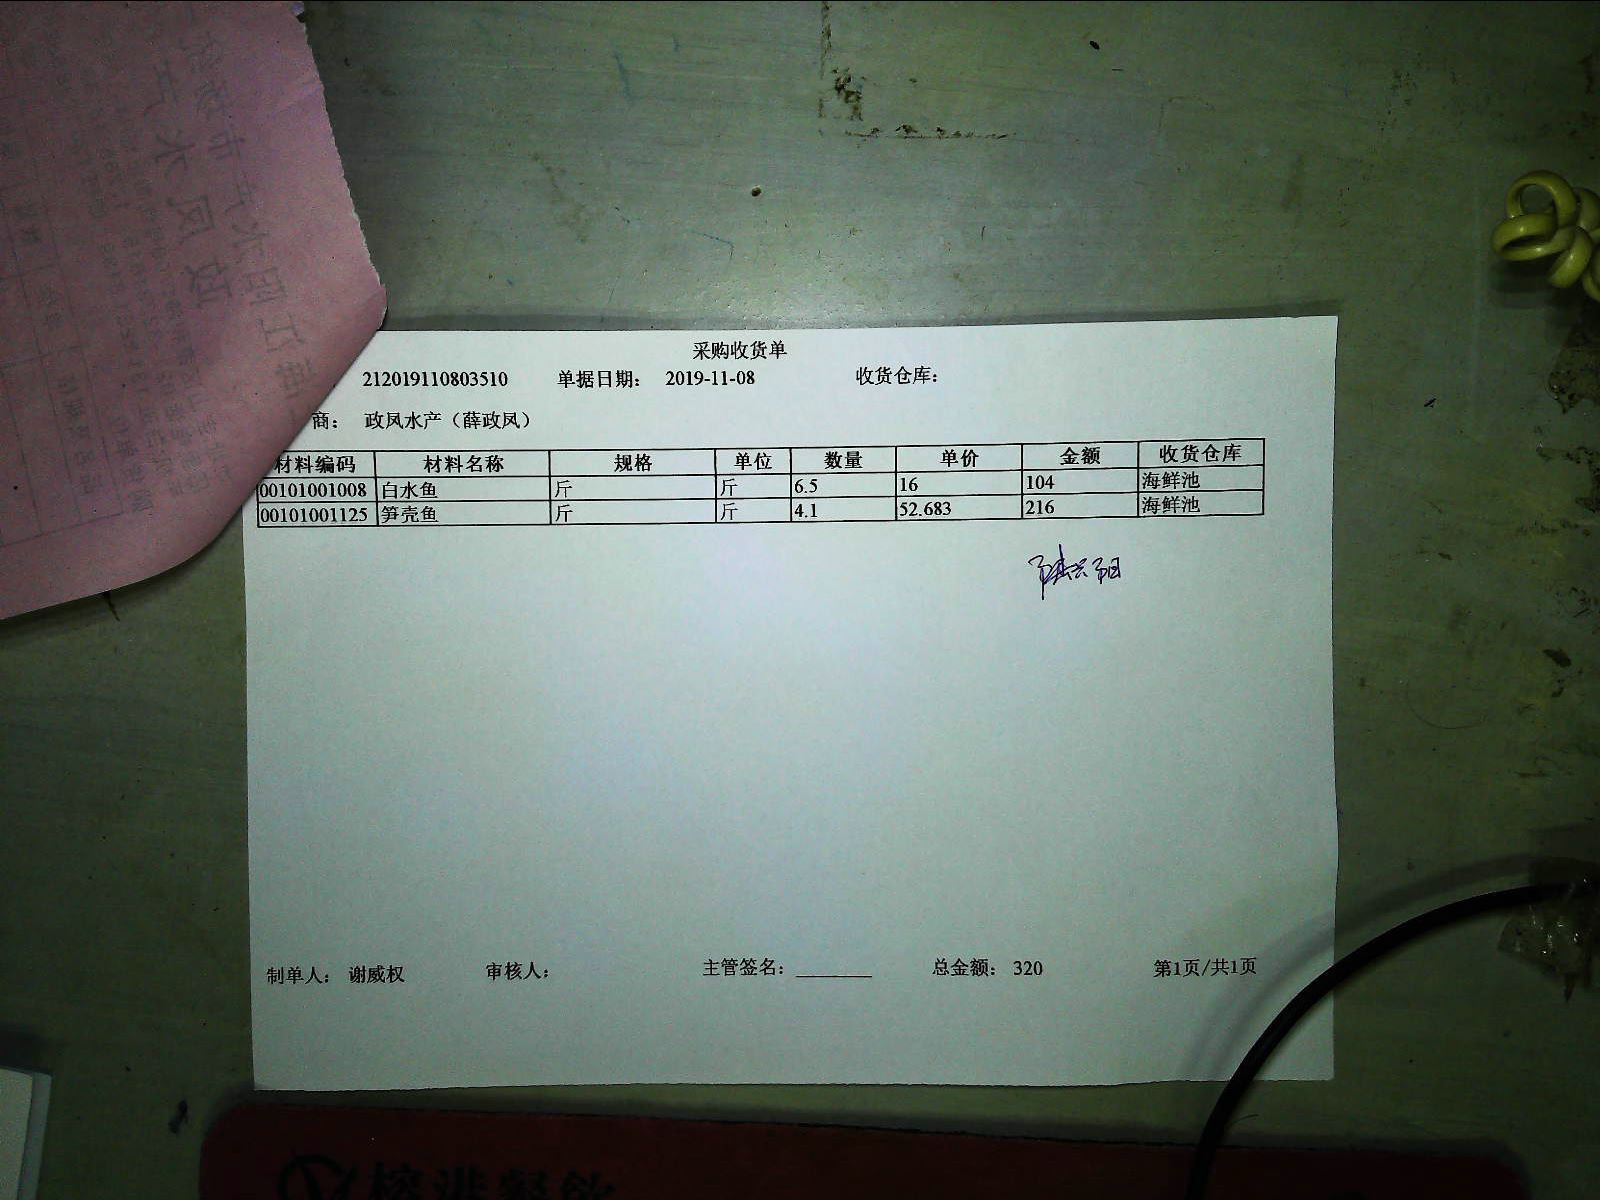 采购收货单
212019110803510 单据日期： 2019-11-08 收货仓库：
商： 政凤水产（薛政凤）
材料编码 材料名称 规格 单位 数量 单价 金额 收货仓库
00101001008 白水鱼 斤 斤 6.5 16 104 海鲜池
00101001125 笋壳鱼 斤 斤 4.1 52.683 216 海鲜池
制单人： 谢威权 审核人： 主管签名：________ 总金额： 320 第1页/共1页